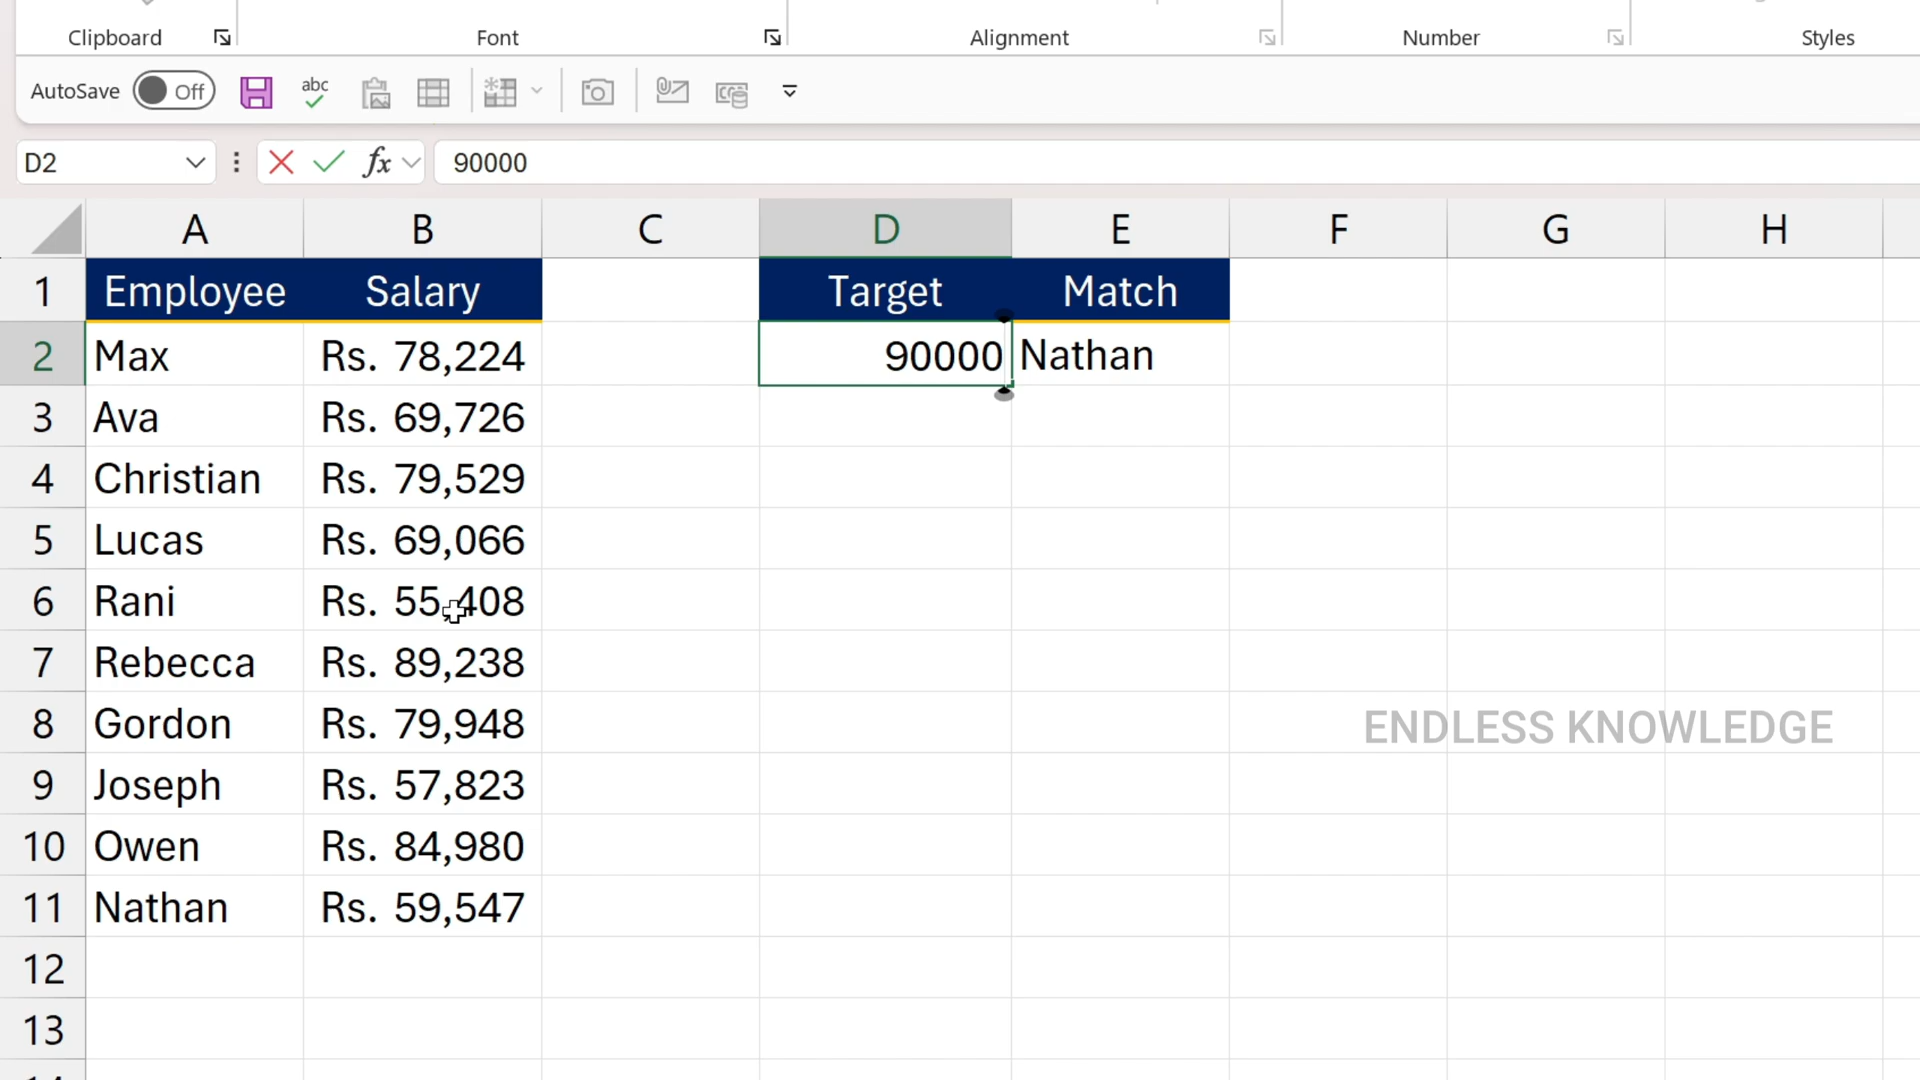 Clipboard Font Alignment Number Styles
AutoSave Off abc
D2 fx 90000
A B C D E F G H
1 Employee Salary Target Match
2 Max Rs. 78,224 90000 Nathan
3 Ava Rs. 69,726
4 Christian Rs. 79,529
5 Lucas Rs. 69,066
6 Rani Rs. 55,408
7 Rebecca Rs. 89,238
8 Gordon Rs. 79,948
ENDLESS KNOWLEDGE
9 Joseph Rs. 57,823
10 Owen Rs. 84,980
11 Nathan Rs. 59,547
12
13